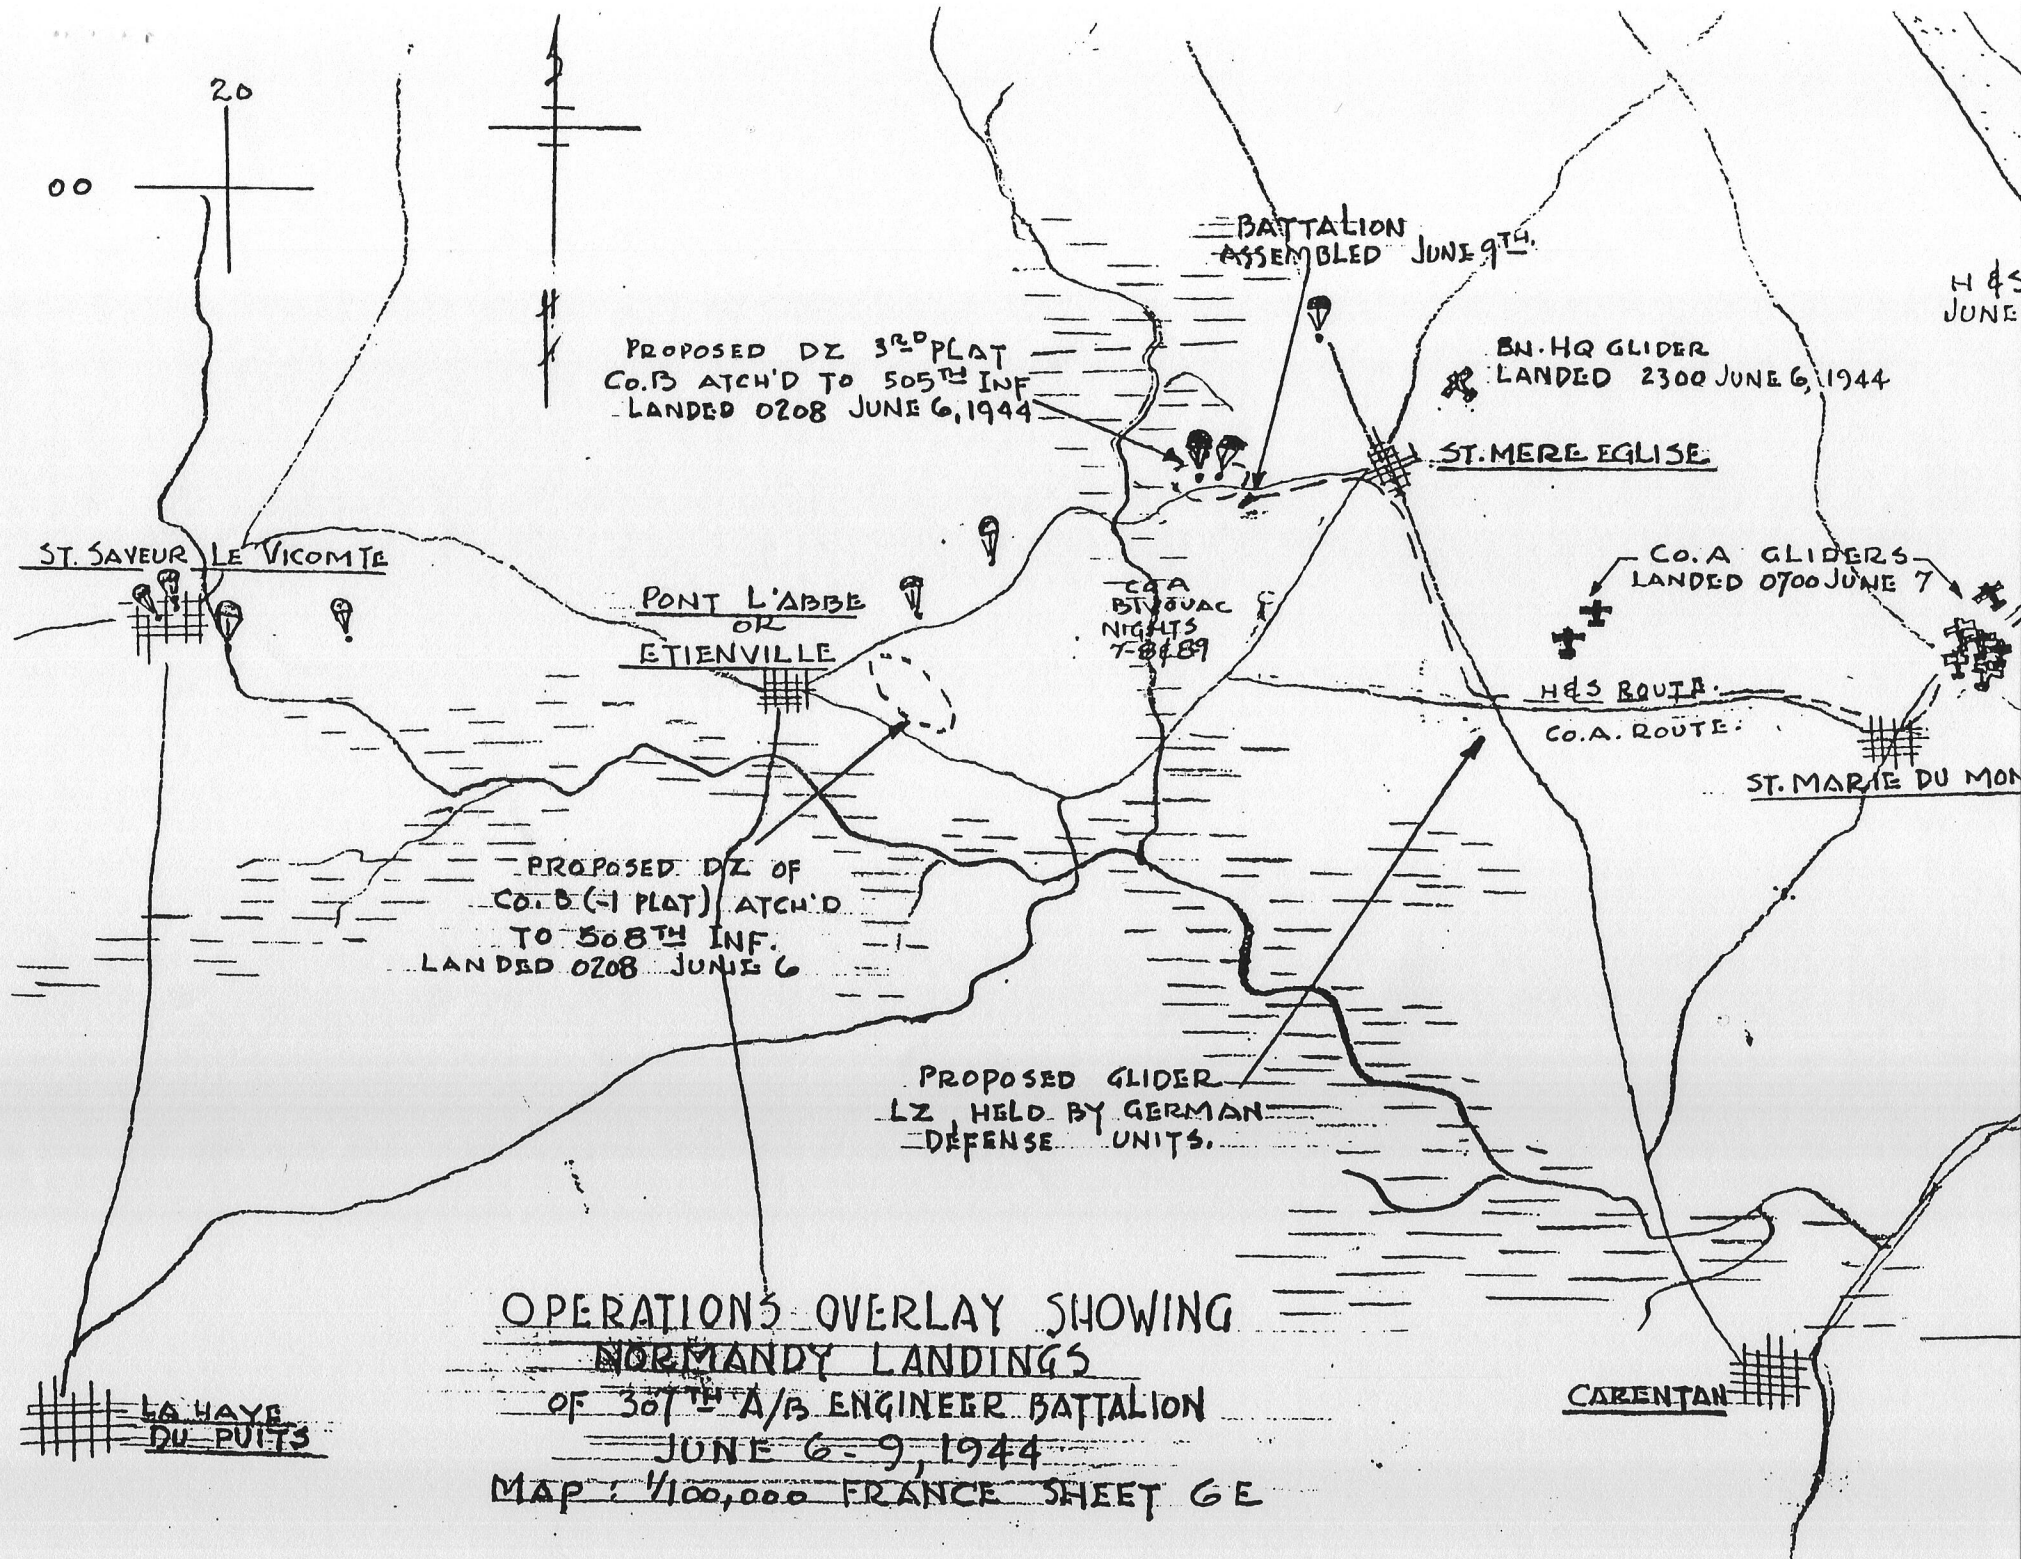 20
00
BATTALION
ASSEMBLED JUNE 9TH.
H & S
JUNE
PROPOSED DZ 3RD PLAT
CO.B ATCH'D TO 505TH INF
LANDED 0208 JUNE 6, 1944
BN. HQ GLIDER
LANDED 2300 JUNE 6, 1944
ST. MERE EGLISE
ST. SAVEUR LE VICOMTE
CO. A GLIDERS
LANDED 0700 JUNE 7
PONT L'ABBE
OR
ETIENVILLE
CO A
BIVOUAC
NIGHTS
7-8&89
H&S ROUTE.
CO. A. ROUTE.
ST. MARIE DU MON
PROPOSED DZ OF
CO. B (-1 PLAT) ATCH'D
TO 508TH INF.
LANDED 0208 JUNE 6
PROPOSED GLIDER
LZ, HELD BY GERMAN
DEFENSE UNITS.
OPERATIONS OVERLAY SHOWING
NORMANDY LANDINGS
OF 307TH A/B ENGINEER BATTALION
JUNE 6-9, 1944
MAP: 1/100,000 FRANCE SHEET 6E
CARENTAN
LA HAYE
DU PUITS